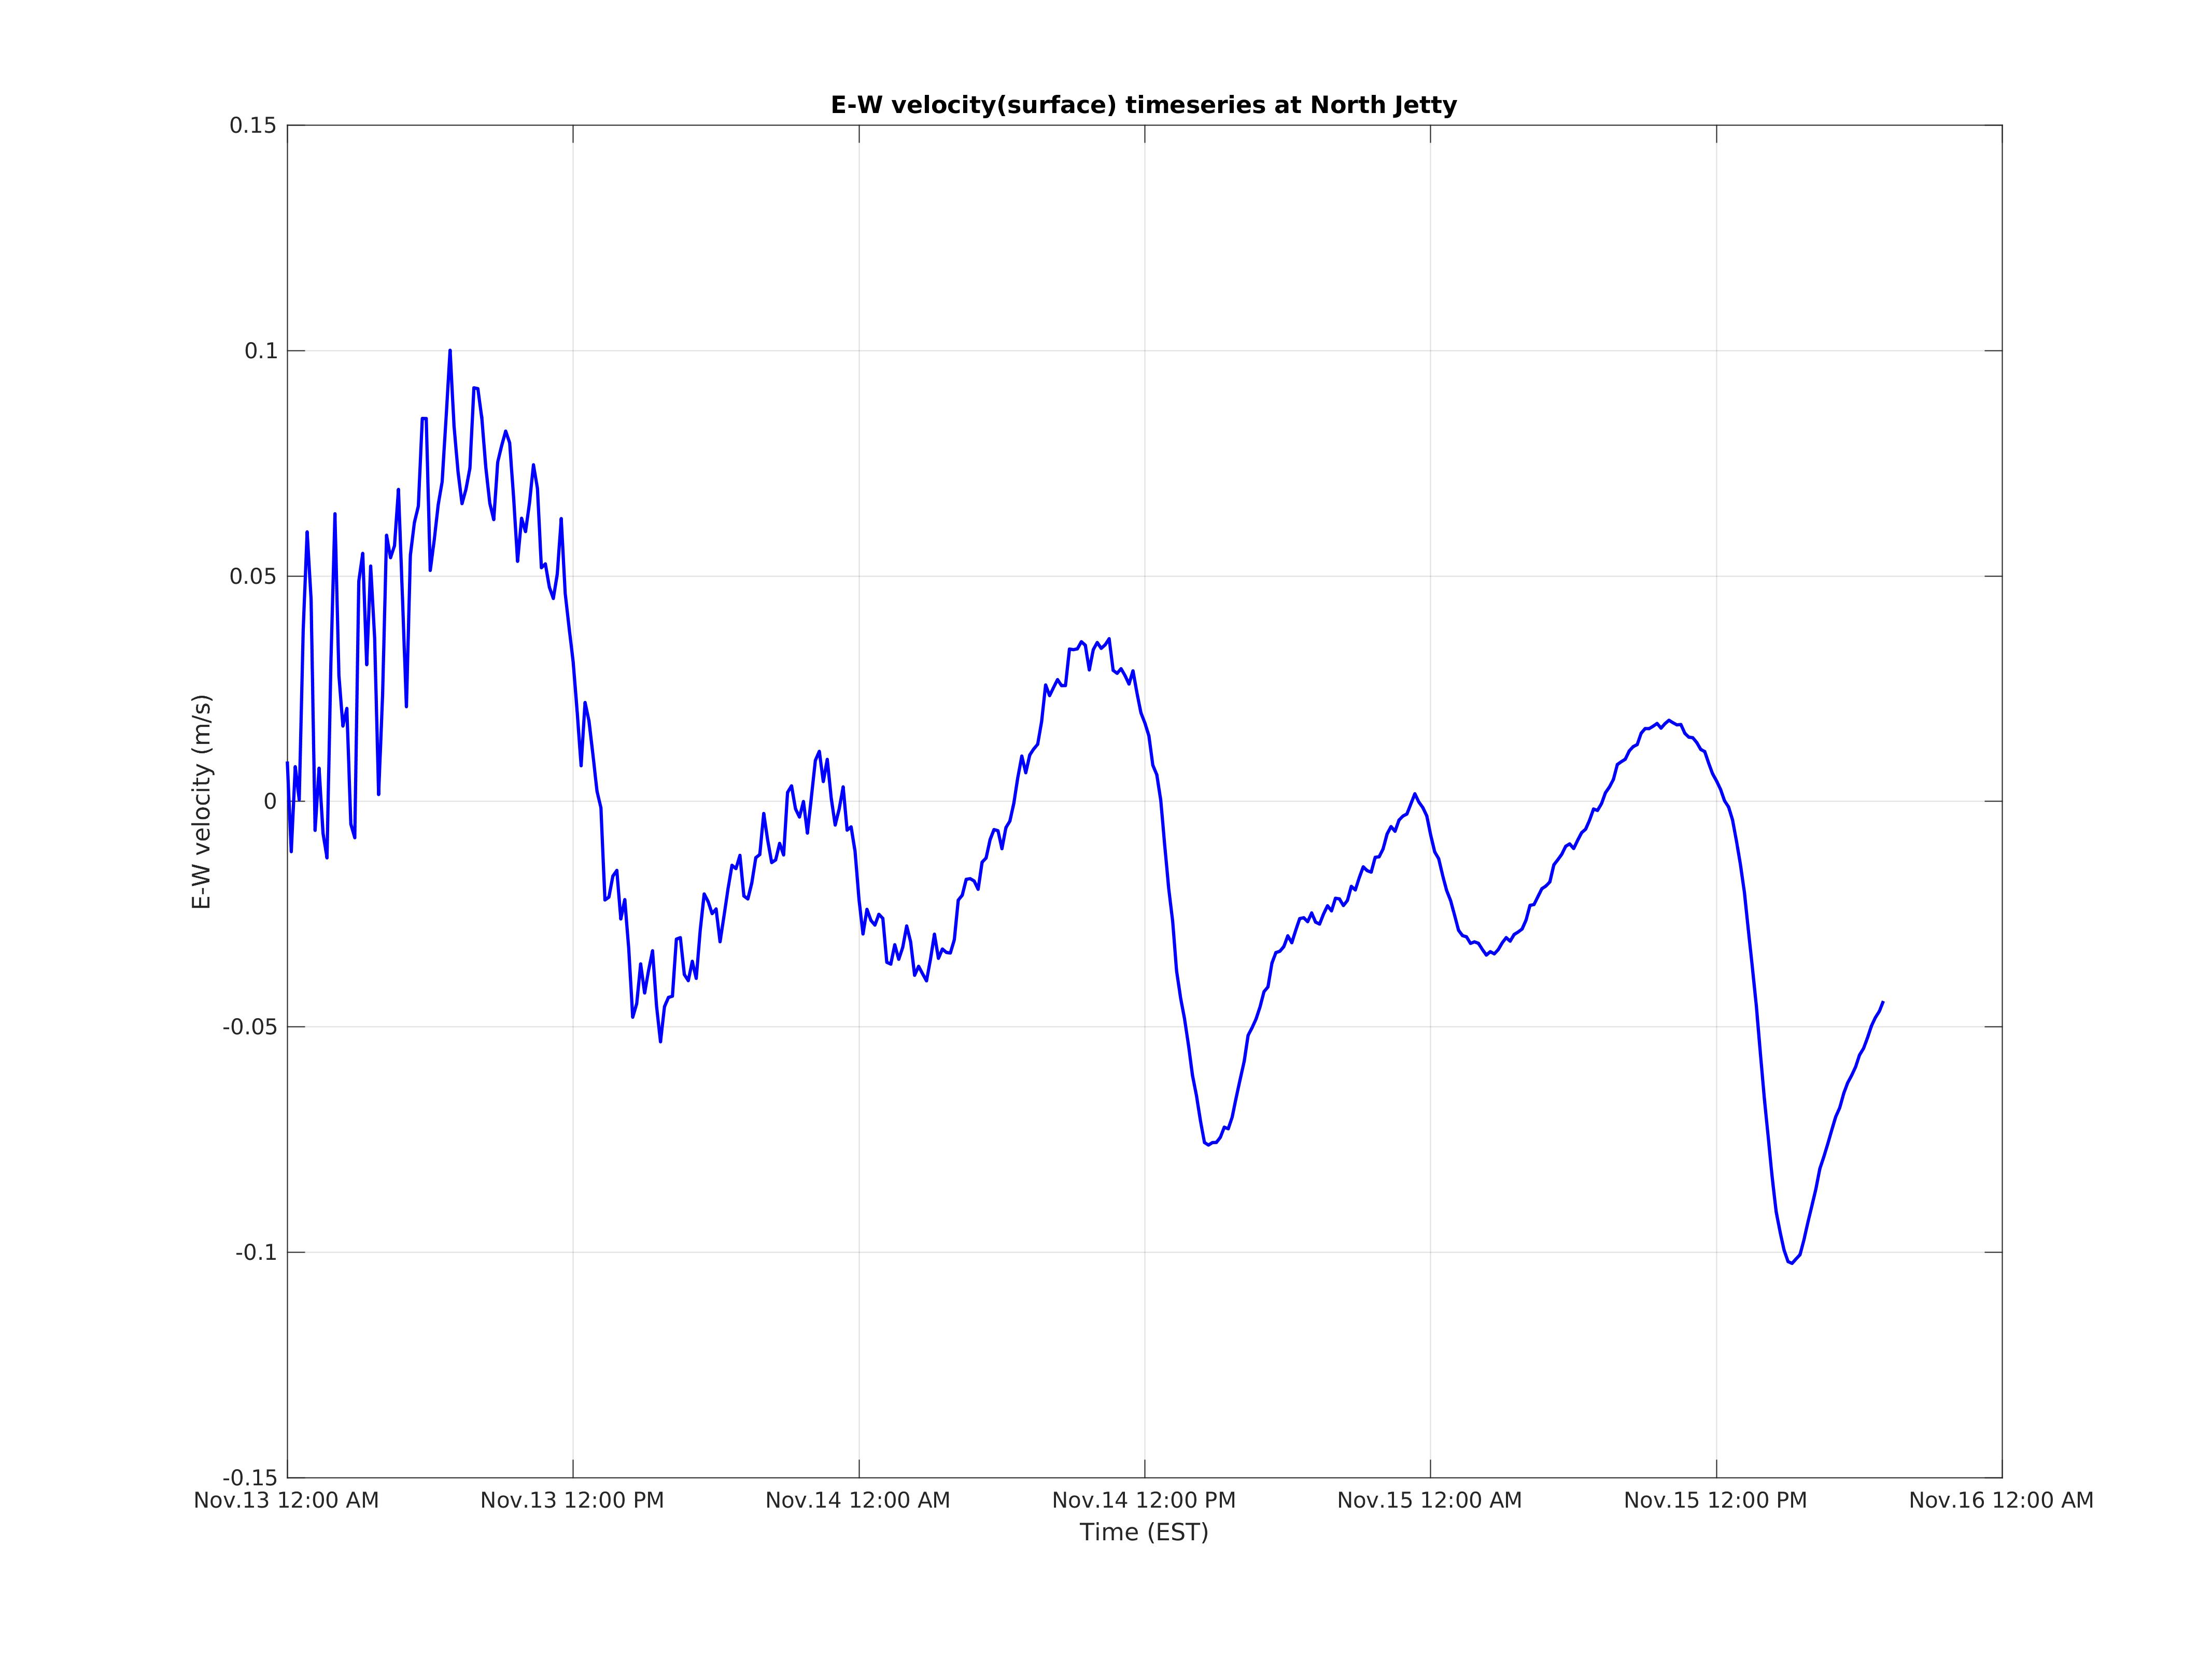 E-W velocity(surface) timeseries at North Jetty
0.15
0.1
0.05
0
-0.05
-0.1
-0.15
E-W velocity (m/s)
Nov.13 12:00 AM Nov.13 12:00 PM Nov.14 12:00 AM Nov.14 12:00 PM Nov.15 12:00 AM Nov.15 12:00 PM Nov.16 12:00 AM
Time (EST)